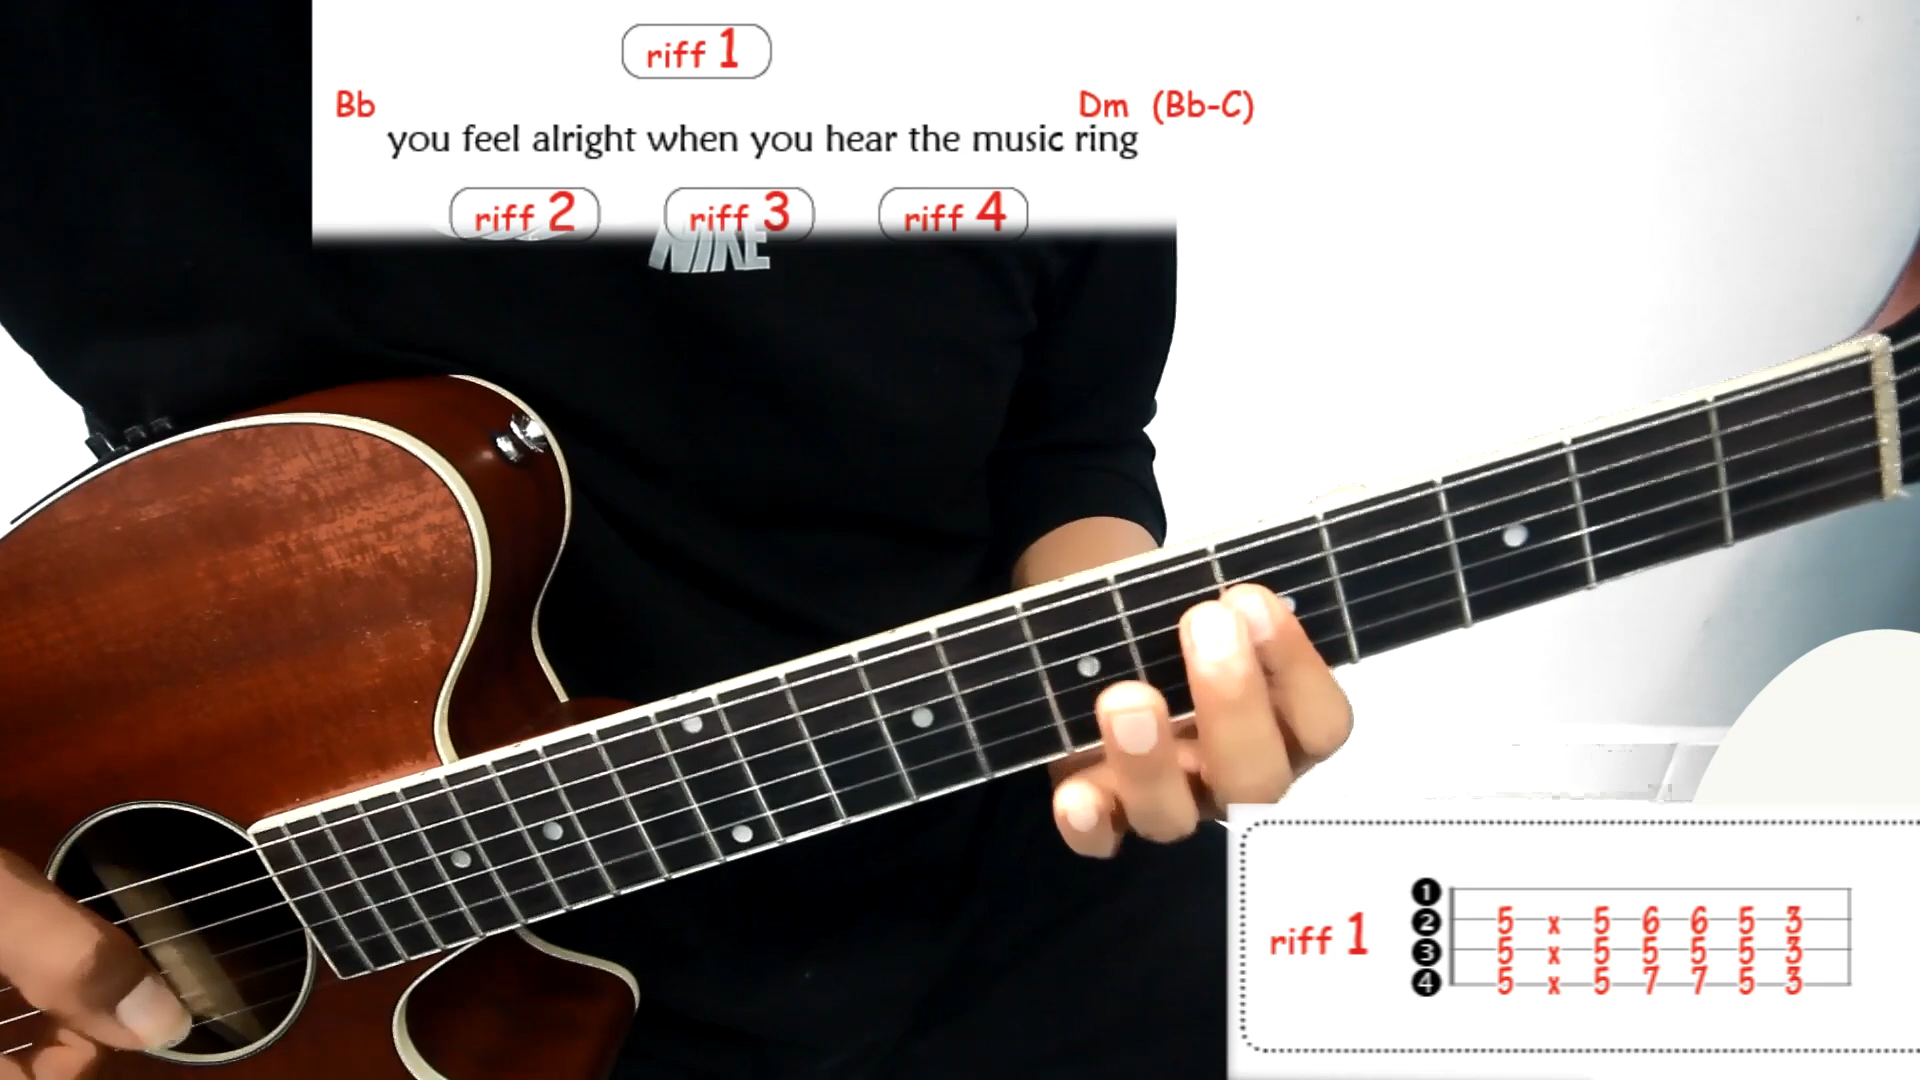 riff 1
Bb Dm (Bb-C)
you feel alright when you hear the music ring
riff 2 riff 3 riff 4
NIKE
1
2 5 x 5 6 6 5 3
riff 1
3 5 x 5 5 5 5 3
4 5 x 5 7 7 5 3